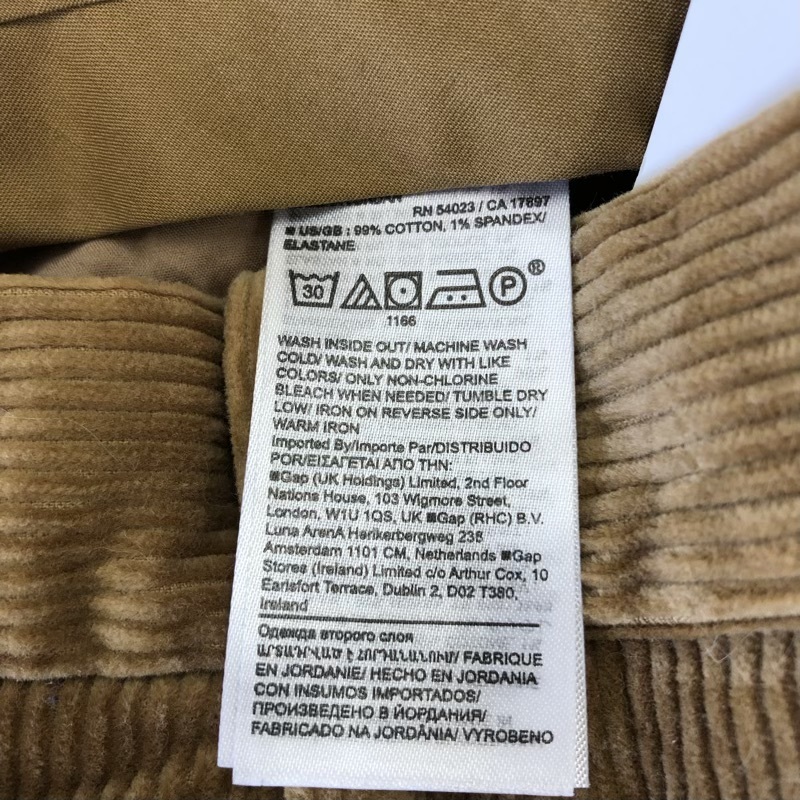 RN 54023 / CA 17897
■ US/GB : 99% COTTON, 1% SPANDEX/
ELASTANE
30
P®
1166
WASH INSIDE OUT/ MACHINE WASH
COLD/ WASH AND DRY WITH LIKE
COLORS/ ONLY NON-CHLORINE
BLEACH WHEN NEEDED/ TUMBLE DRY
LOW/ IRON ON REVERSE SIDE ONLY/
WARM IRON
Imported By/Importe Par/DISTRIBUIDO
POR/ΕΙΣΑΓΕΤΑΙ ΑΠΟ ΤΗΝ:
■Gap (UK Holdings) Limited, 2nd Floor
Nations House, 103 Wigmore Street,
London, W1U 1QS, UK ■Gap (RHC) B.V.
Luna ArenA Herikerbergweg 238
Amsterdam 1101 CM, Netherlands ■Gap
Stores (Ireland) Limited c/o Arthur Cox, 10
Earlsfort Terrace, Dublin 2, D02 T380,
Ireland
Одежда второго слоя
ԱՐՏԱԴՐՎԱԾ Է ՀՈՐԴԱՆԱՆՈՒՄ/ FABRIQUE
EN JORDANIE/ HECHO EN JORDANIA
CON INSUMOS IMPORTADOS/
ПРОИЗВЕДЕНО В ЙОРДАНИЯ/
FABRICADO NA JORDÂNIA/ VYROBENO